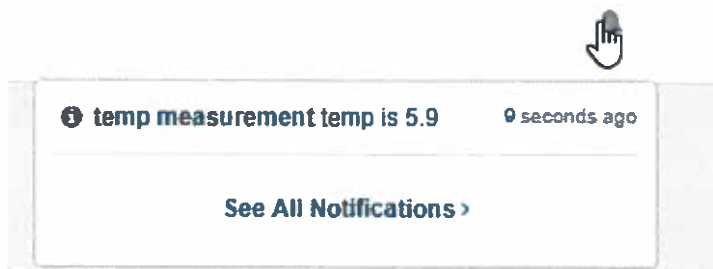 temp measurement temp is 5.9 9 seconds ago
See All Notifications ›